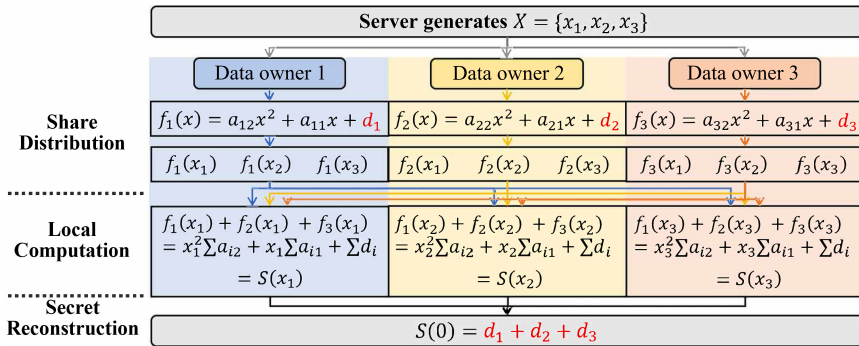 Server generates X = {x₁, x₂, x₃}
Data owner 1 Data owner 2 Data owner 3
Share
Distribution
f₁(x) = a₁₂x² + a₁₁x + d₁ f₂(x) = a₂₂x² + a₂₁x + d₂ f₃(x) = a₃₂x² + a₃₁x + d₃
f₁(x₁) f₁(x₂) f₁(x₃) f₂(x₁) f₂(x₂) f₂(x₃) f₃(x₁) f₃(x₂) f₃(x₃)
Local
Computation
f₁(x₁) + f₂(x₁) + f₃(x₁)
= x₁²∑aᵢ₂ + x₁∑aᵢ₁ + ∑dᵢ
= S(x₁)
f₁(x₂) + f₂(x₂) + f₃(x₂)
= x₂²∑aᵢ₂ + x₂∑aᵢ₁ + ∑dᵢ
= S(x₂)
f₁(x₃) + f₂(x₃) + f₃(x₃)
= x₃²∑aᵢ₂ + x₃∑aᵢ₁ + ∑dᵢ
= S(x₃)
Secret
Reconstruction
S(0) = d₁ + d₂ + d₃